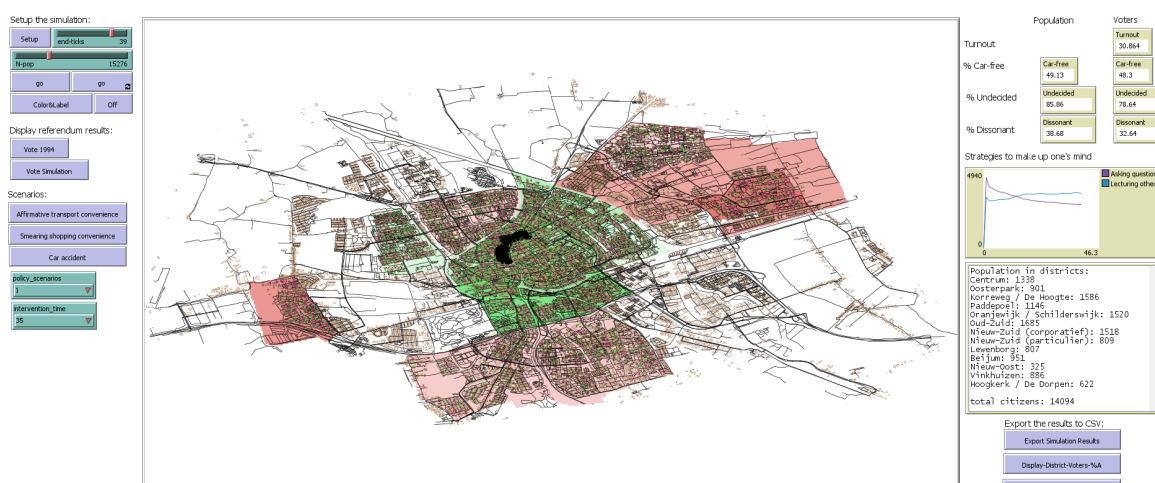 Setup the simulation:
Setup
end-ticks 39
N-pop 15276
go
go
Color&Label
Off
Display referendum results:
Vote 1994
Vote Simulation
Scenarios:
Affirmative transport convenience
Smearing shopping convenience
Car accident
policy_scenarios
1
intervention_time
35
Population
Voters
Turnout
Turnout
30.864
% Car-free
Car-free
49.13
Car-free
48.3
% Undecided
Undecided
85.86
Undecided
78.64
% Dissonant
Dissonant
38.68
Dissonant
32.64
Strategies to make up one's mind
4940
0
0
46.3
Asking question
Lecturing other
Population in districts:
Centrum: 1338
Oosterpark: 901
Korreweg / De Hoogte: 1586
Paddepoel: 1146
Oranjewijk / Schilderswijk: 1520
Oud-Zuid: 1685
Nieuw-Zuid (corporatief): 1518
Nieuw-Zuid (particulier): 809
Lewenborg: 807
Beijum: 951
Nieuw-Oost: 325
Vinkhuizen: 886
Hoogkerk / De Dorpen: 622
total citizens: 14094
Export the results to CSV:
Export Simulation Results
Display-District-Voters-%A